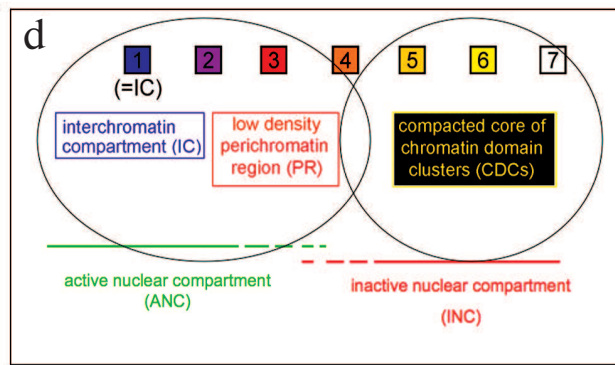 d
1 2 3 4 5 6 7
(=IC)
interchromatin
compartment (IC)
low density
perichromatin
region (PR)
compacted core of
chromatin domain
clusters (CDCs)
active nuclear compartment
(ANC)
inactive nuclear compartment
(INC)